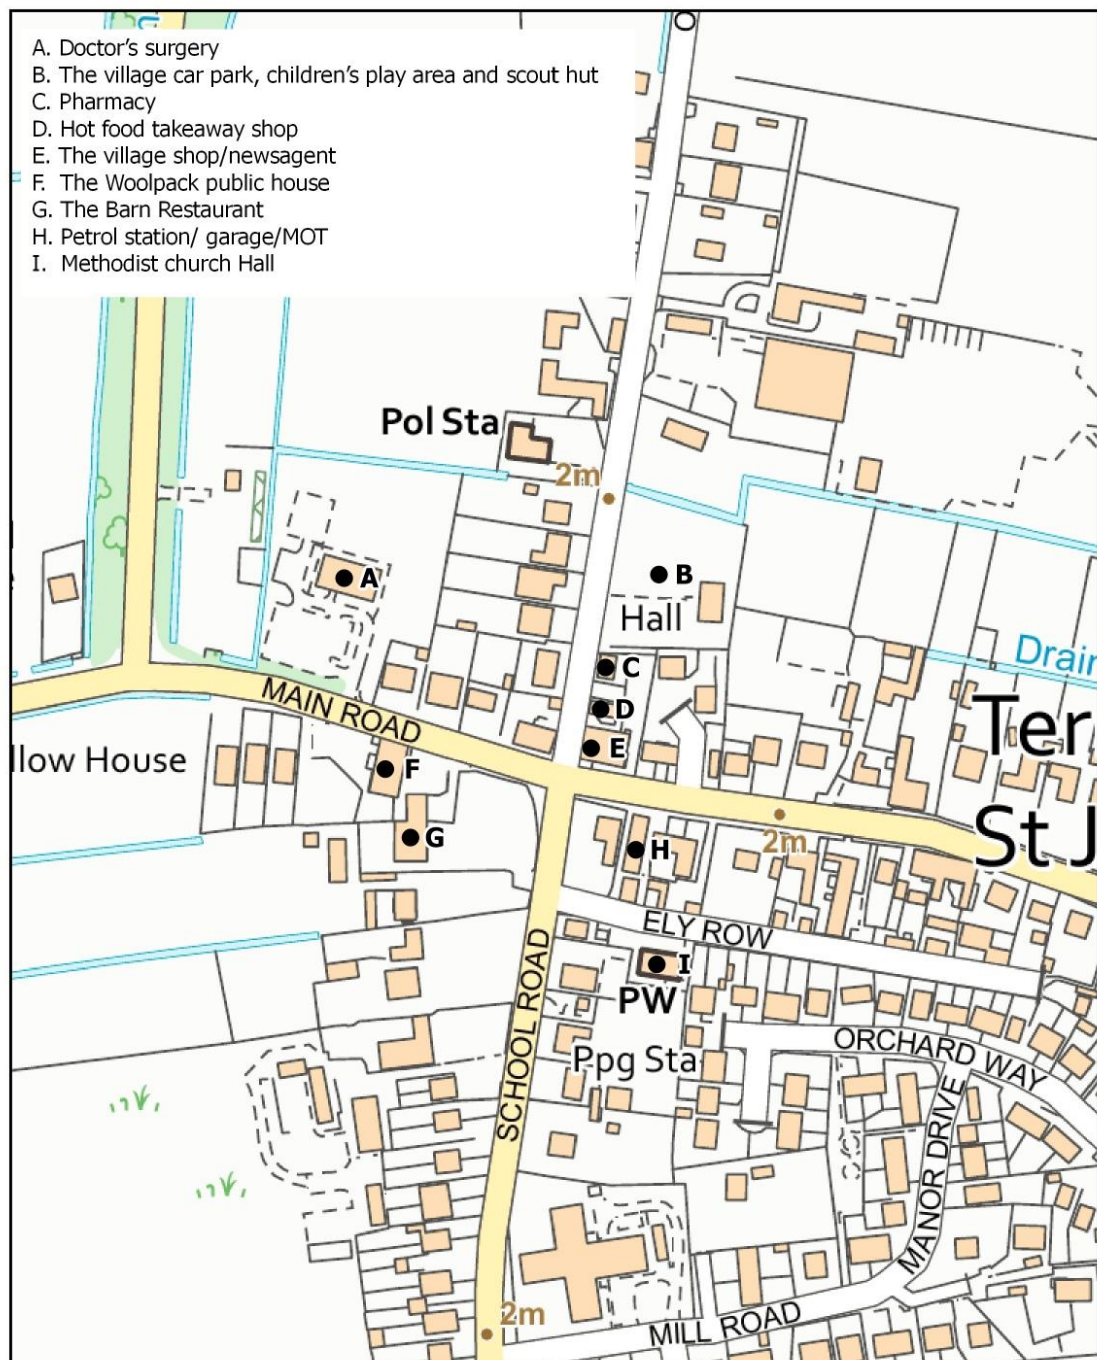 A. Doctor's surgery
B. The village car park, children's play area and scout hut
C. Pharmacy
D. Hot food takeaway shop
E. The village shop/newsagent
F. The Woolpack public house
G. The Barn Restaurant
H. Petrol station/ garage/MOT
I. Methodist church Hall
Pol Sta
2m
A
B
Hall
C
Drain
D
MAIN ROAD
Ter
E
llow House
F
2m
St J
G
H
ELY ROW
I
PW
SCHOOL ROAD
ORCHARD WAY
Ppg Sta
MANOR DRIVE
2m
MILL ROAD